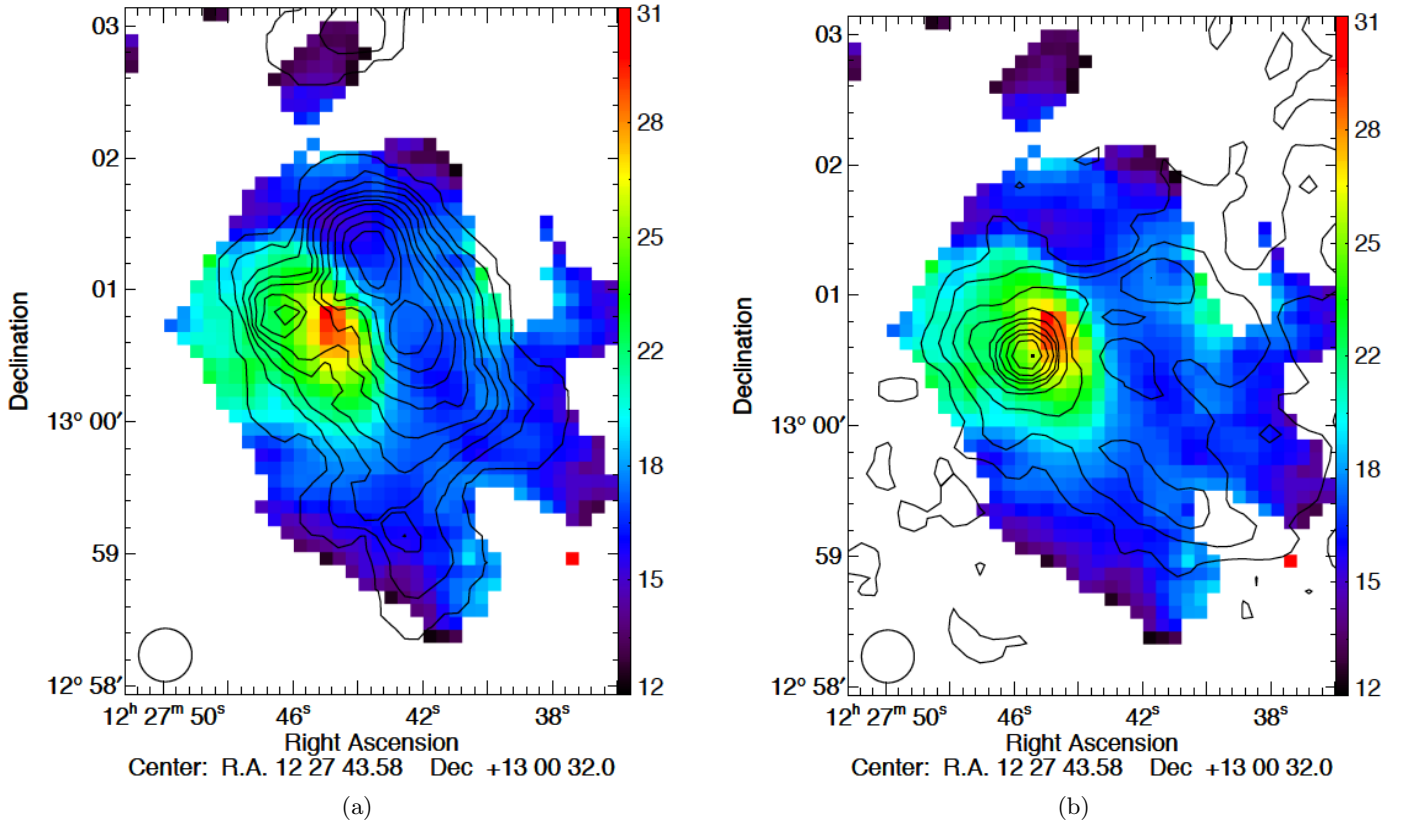 03
02
01
13° 00′
59
12° 58′
Declination
12ʰ 27ᵐ 50ˢ 46ˢ 42ˢ 38ˢ
Right Ascension
Center: R.A. 12 27 43.58 Dec +13 00 32.0
31
28
25
22
18
15
12
(a)
03
02
01
13° 00′
59
12° 58′
Declination
12ʰ 27ᵐ 50ˢ 46ˢ 42ˢ 38ˢ
Right Ascension
Center: R.A. 12 27 43.58 Dec +13 00 32.0
31
28
25
22
18
15
12
(b)